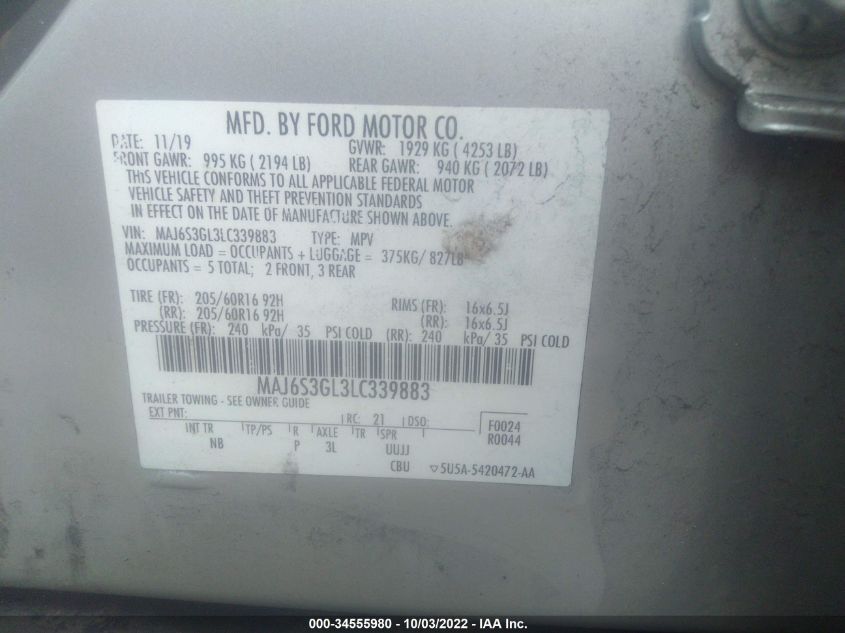 MFD. BY FORD MOTOR CO.
DATE: 11/19 GVWR: 1929 KG ( 4253 LB)
FRONT GAWR: 995 KG ( 2194 LB) REAR GAWR: 940 KG ( 2072 LB)
THIS VEHICLE CONFORMS TO ALL APPLICABLE FEDERAL MOTOR
VEHICLE SAFETY AND THEFT PREVENTION STANDARDS
IN EFFECT ON THE DATE OF MANUFACTURE SHOWN ABOVE.
VIN: MAJ6S3GL3LC339883 TYPE: MPV
MAXIMUM LOAD = OCCUPANTS + LUGGAGE = 375KG/ 827LB
OCCUPANTS = 5 TOTAL; 2 FRONT, 3 REAR
TIRE (FR): 205/60R16 92H RIMS (FR): 16x6.5J
(RR): 205/60R16 92H (RR): 16x6.5J
PRESSURE (FR): 240 kPa/ 35 PSI COLD (RR): 240 kPa/ 35 PSI COLD
MAJ6S3GL3LC339883
TRAILER TOWING - SEE OWNER GUIDE
EXT PNT: RC: 21 DSO: F0024
INT TR TP/PS R AXLE TR SPR R0044
NB P 3L UUJJ
CBU ▽5U5A-5420472-AA
000-34555980 - 10/03/2022 - IAA Inc.